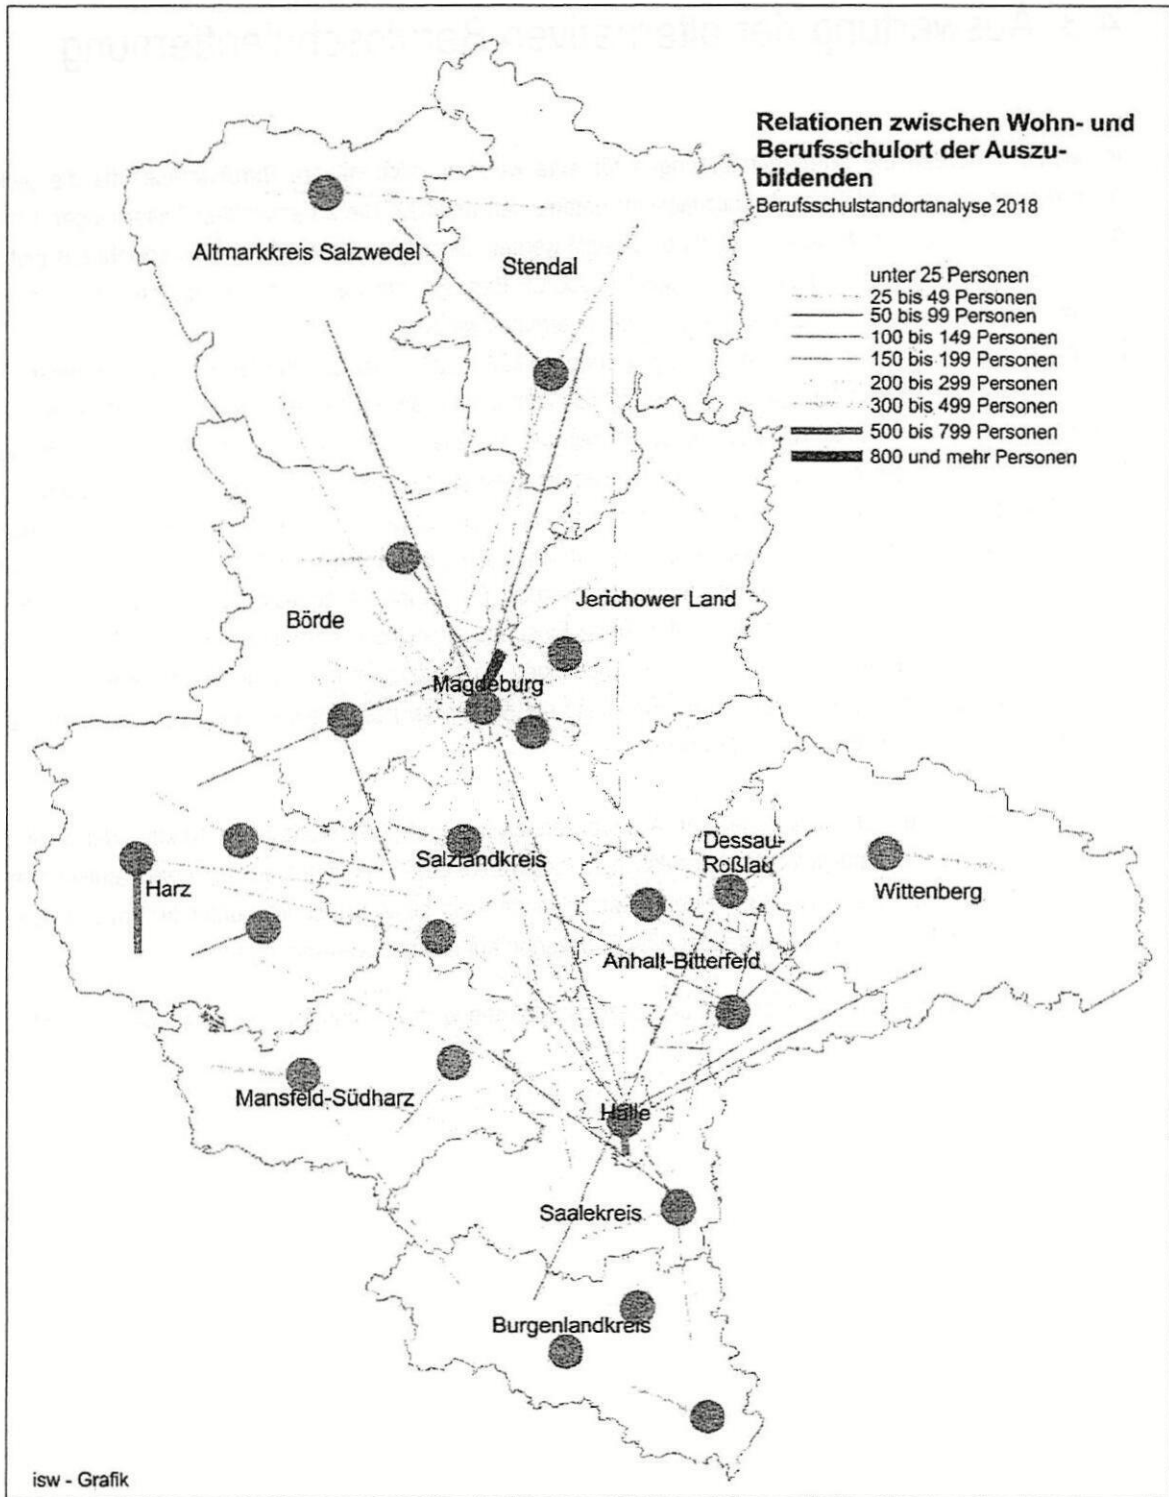 Relationen zwischen Wohn- und
Berufsschulort der Auszu-
bildenden
Berufsschulstandortanalyse 2018
unter 25 Personen
25 bis 49 Personen
50 bis 99 Personen
100 bis 149 Personen
150 bis 199 Personen
200 bis 299 Personen
300 bis 499 Personen
500 bis 799 Personen
800 und mehr Personen
Altmarkkreis Salzwedel
Stendal
Jerichower Land
Börde
Magdeburg
Dessau-
Roßlau
Salzlandkreis
Harz
Wittenberg
Anhalt-Bitterfeld
Mansfeld-Südharz
Halle
Saalekreis
Burgenlandkreis
isw - Grafik